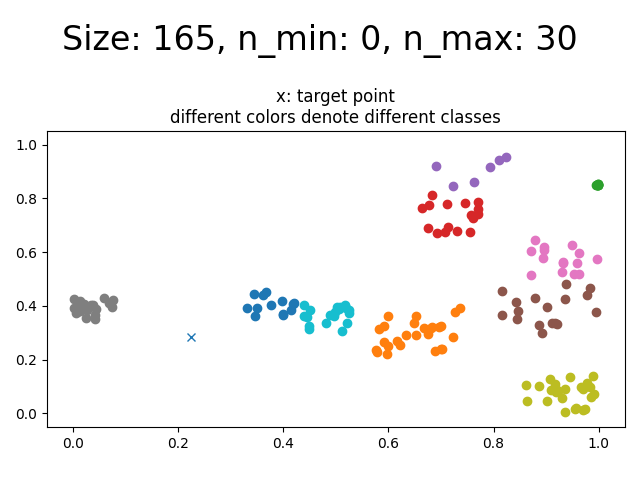 Size: 165, n_min: 0, n_max: 30
x: target point
different colors denote different classes
1.0
0.8
0.6
0.4
0.2
0.0
0.0 0.2 0.4 0.6 0.8 1.0